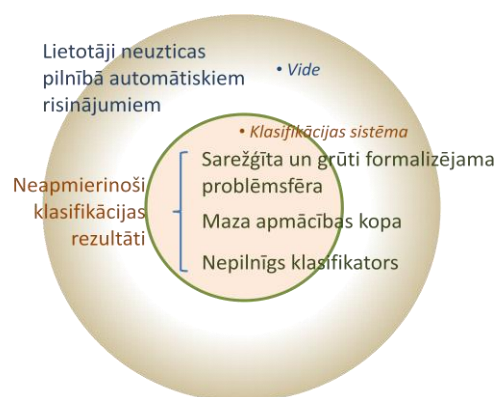 Lietotāji neuzticas
pilnībā automātiskiem
risinājumiem
• Vide
• Klasifikācijas sistēma
Sarežģīta un grūti formalizējama
problēmsfēra
Neapmierinoši
klasifikācijas
rezultāti
Maza apmācības kopa
Nepilnīgs klasifikators